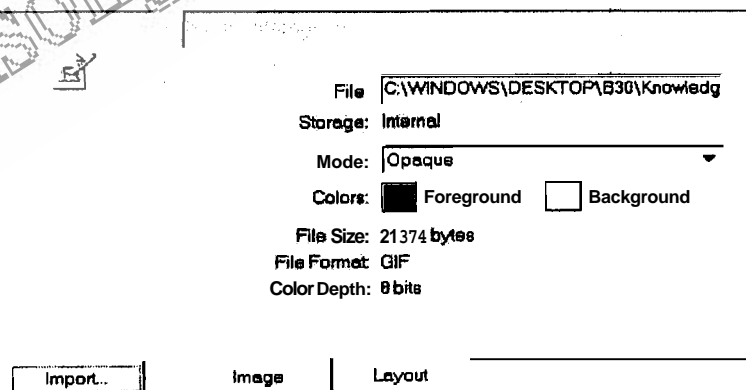 File C:\WINDOWS\DESKTOP\B30\Knowledg
Storage: Internal
Mode: Opaque
Colors: Foreground Background
File Size: 21374 bytes
File Format: GIF
Color Depth: 8 bits
Import... Image Layout